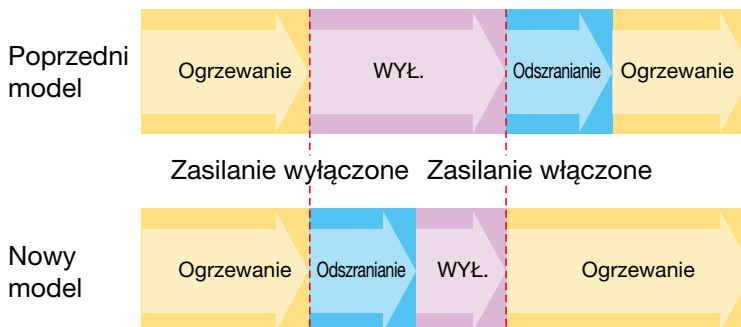 Poprzedni
model
Ogrzewanie
WYŁ.
Odszranianie
Ogrzewanie
Zasilanie wyłączone
Zasilanie włączone
Nowy
model
Ogrzewanie
Odszranianie
WYŁ.
Ogrzewanie